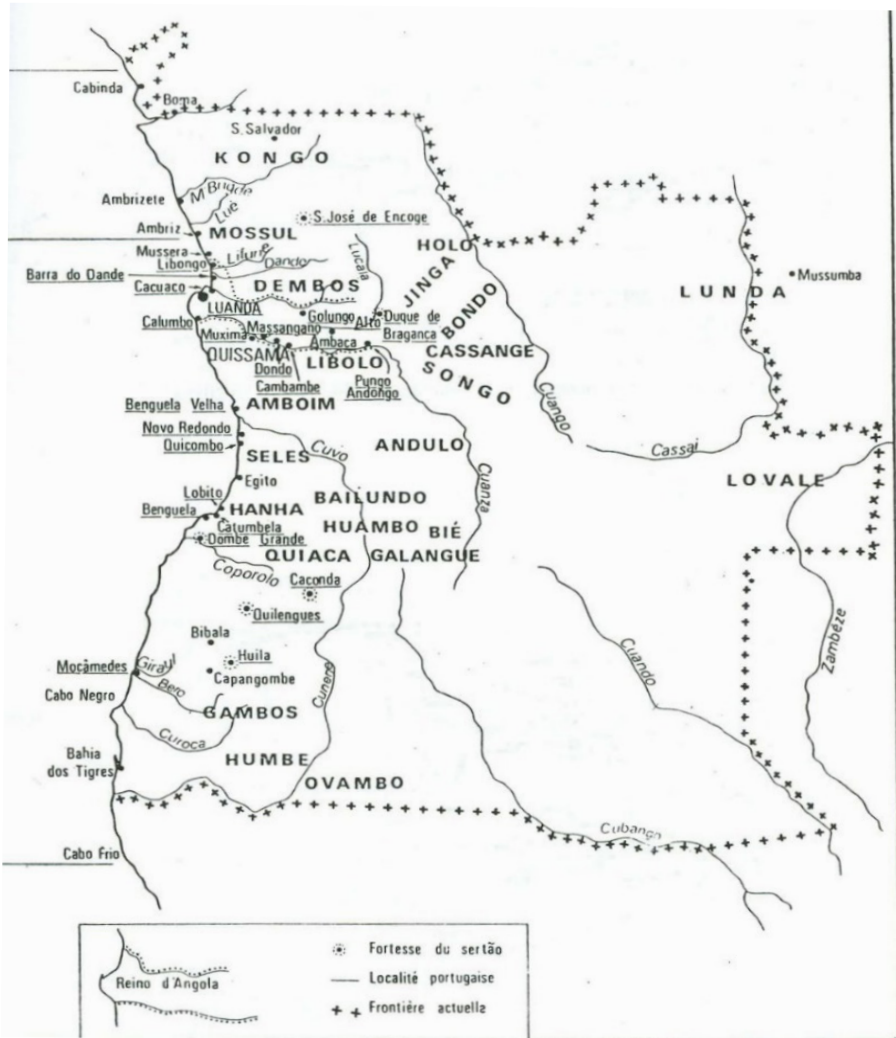 Cabinda
Boma
S. Salvador
KONGO
M'Bridge
Ambrizete
Lué
S. José de Encoge
Ambriz
MOSSUL
HOLO
Mussera
Libongo
Lifune
Lucala
Barra do Dande
Dando
JINGA
Mussumba
Cacuaco
DEMBOS
BONDO
LUNDA
LUANDA
Golungo
Alto
Duque de
Bragança
Calumbo
Massangano
Muxima
Ambaca
CASSANGE
QUISSAMA
LIBOLO
SONGO
Dondo
Pungo
Andongo
Cambambe
Cuango
Benguela Velha
AMBOIM
Novo Redondo
Quicombo
Cuvo
ANDULO
Cassai
SELES
Egito
Cuanza
LOVALE
Lobito
BAILUNDO
Benguela
HANHA
Catumbela
HUAMBO
BIÉ
Dombe Grande
QUIACA
GALANGUE
Coporolo
Caconda
Quilengues
Bibala
Cuando
Zambéze
Huila
Moçâmedes
Giraul
Capangombe
Cunene
Bero
Cabo Negro
GAMBOS
Curoca
Bahia
dos Tigres
HUMBE
OVAMBO
Cubango
Cabo Frio
Reino d'Angola
Fortesse du sertão
Localité portugaise
Frontière actuelle